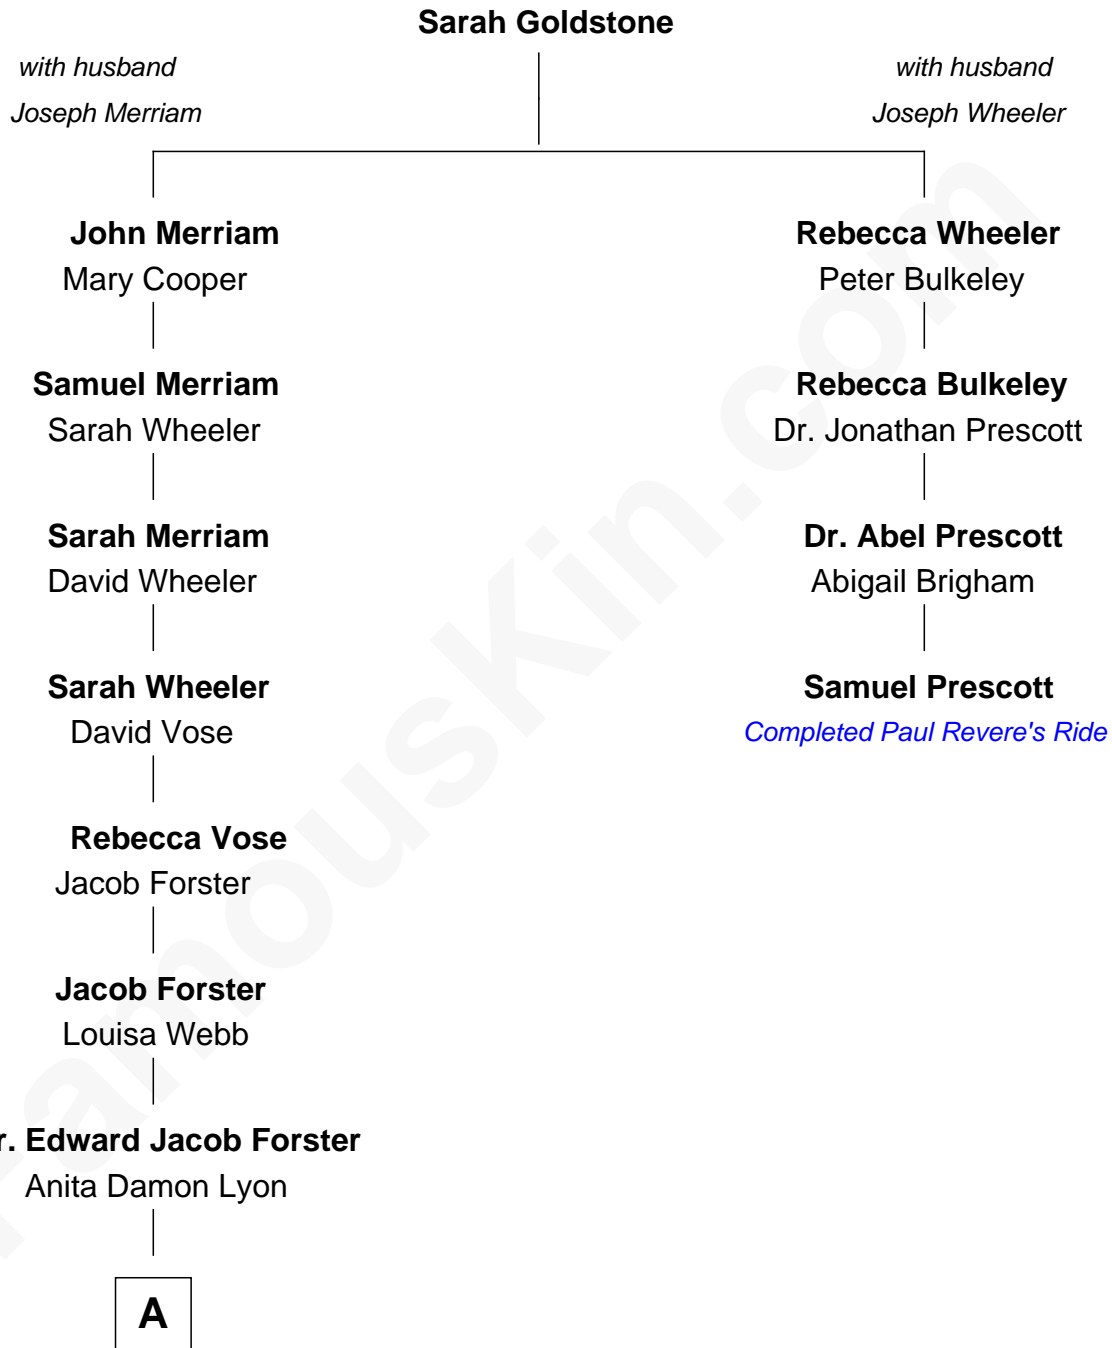 Sarah Goldstone
with husband
Joseph Merriam
with husband
Joseph Wheeler
John Merriam
Mary Cooper
Rebecca Wheeler
Peter Bulkeley
Samuel Merriam
Sarah Wheeler
Rebecca Bulkeley
Dr. Jonathan Prescott
Sarah Merriam
David Wheeler
Dr. Abel Prescott
Abigail Brigham
Sarah Wheeler
David Vose
Samuel Prescott
Completed Paul Revere's Ride
Rebecca Vose
Jacob Forster
Jacob Forster
Louisa Webb
r. Edward Jacob Forster
Anita Damon Lyon
A
FamousKin.com